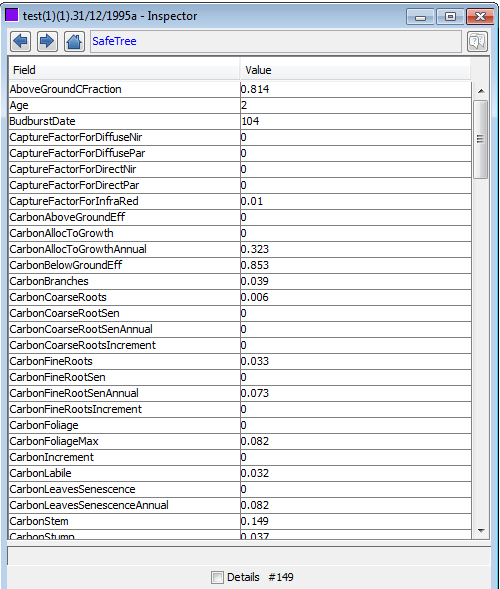 test(1)(1).31/12/1995a - Inspector
SafeTree
Field Value
AboveGroundCFraction 0.814
Age 2
BudburstDate 104
CaptureFactorForDiffuseNir 0
CaptureFactorForDiffusePar 0
CaptureFactorForDirectNir 0
CaptureFactorForDirectPar 0
CaptureFactorForInfraRed 0.01
CarbonAboveGroundEff 0
CarbonAllocToGrowth 0
CarbonAllocToGrowthAnnual 0.323
CarbonBelowGroundEff 0.853
CarbonBranches 0.039
CarbonCoarseRoots 0.006
CarbonCoarseRootSen 0
CarbonCoarseRootSenAnnual 0
CarbonCoarseRootsIncrement 0
CarbonFineRoots 0.033
CarbonFineRootSen 0
CarbonFineRootSenAnnual 0.073
CarbonFineRootsIncrement 0
CarbonFoliage 0
CarbonFoliageMax 0.082
CarbonIncrement 0
CarbonLabile 0.032
CarbonLeavesSenescence 0
CarbonLeavesSenescenceAnnual 0.082
CarbonStem 0.149
CarbonStump 0.037
Details #149